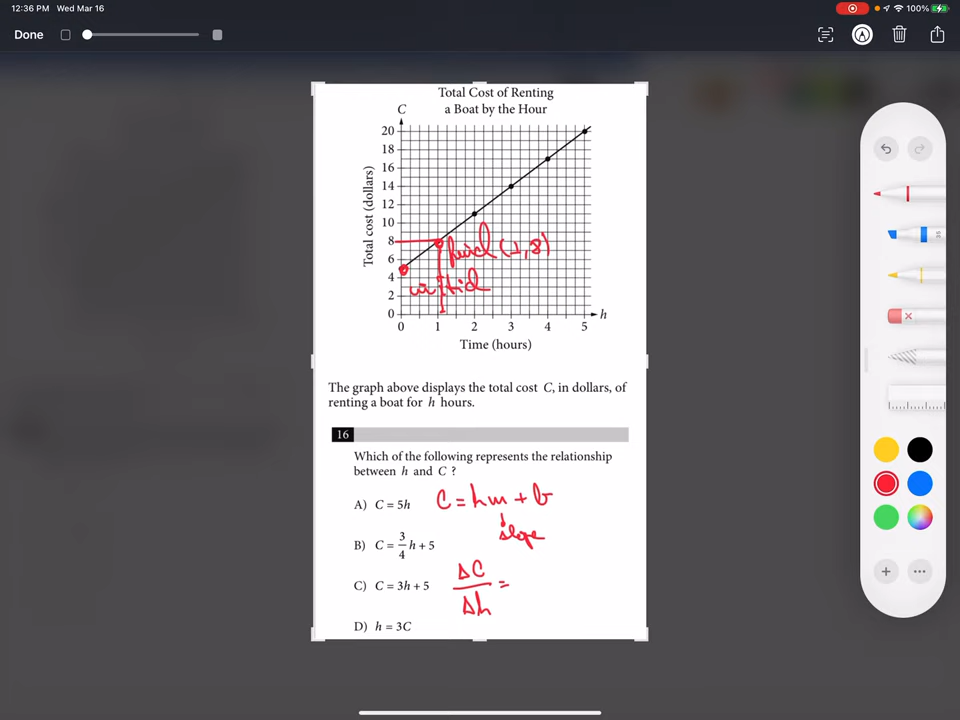 12:36 PM Wed Mar 16
100%
Done
Total Cost of Renting
a Boat by the Hour
C
20
18
16
14
12
10
8
6
4
2
0
Total cost (dollars)
(1,8)
0 1 2 3 4 5
h
Time (hours)
The graph above displays the total cost C, in dollars, of
renting a boat for h hours.
16
Which of the following represents the relationship
between h and C ?
A) C = 5h
C = hm + b
slope
B) C = 3/4 h + 5
C) C = 3h + 5
ΔC/Δh =
D) h = 3C